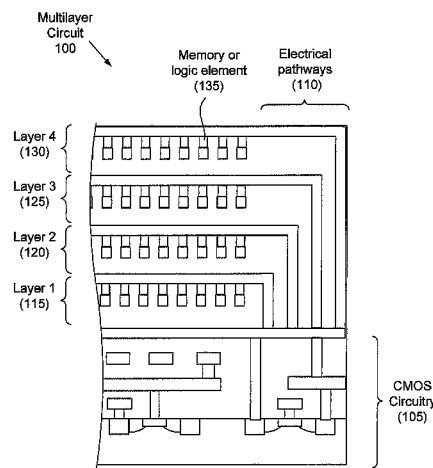 Multilayer
Circuit
100
Memory or
logic element
(135)
Electrical
pathways
(110)
Layer 4
(130)
Layer 3
(125)
Layer 2
(120)
Layer 1
(115)
CMOS
Circuitry
(105)